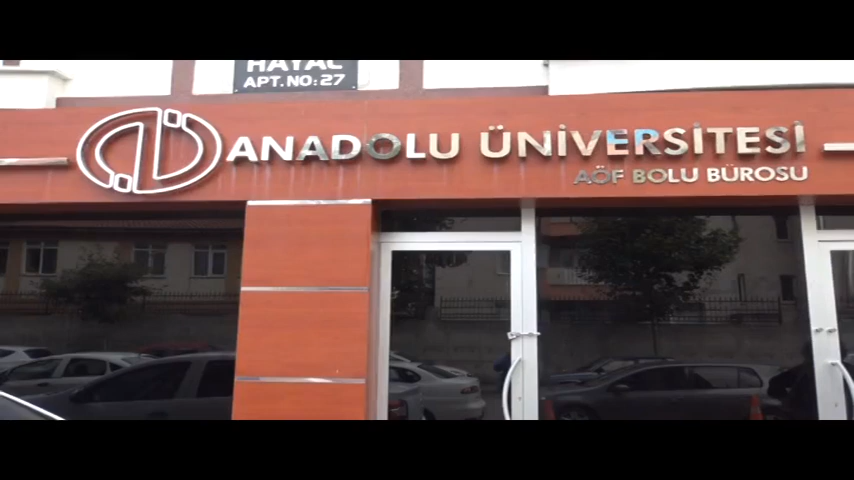 HAYAL
APT. NO: 27
ANADOLU ÜNİVERSİTESİ
AÖF BOLU BÜROSU